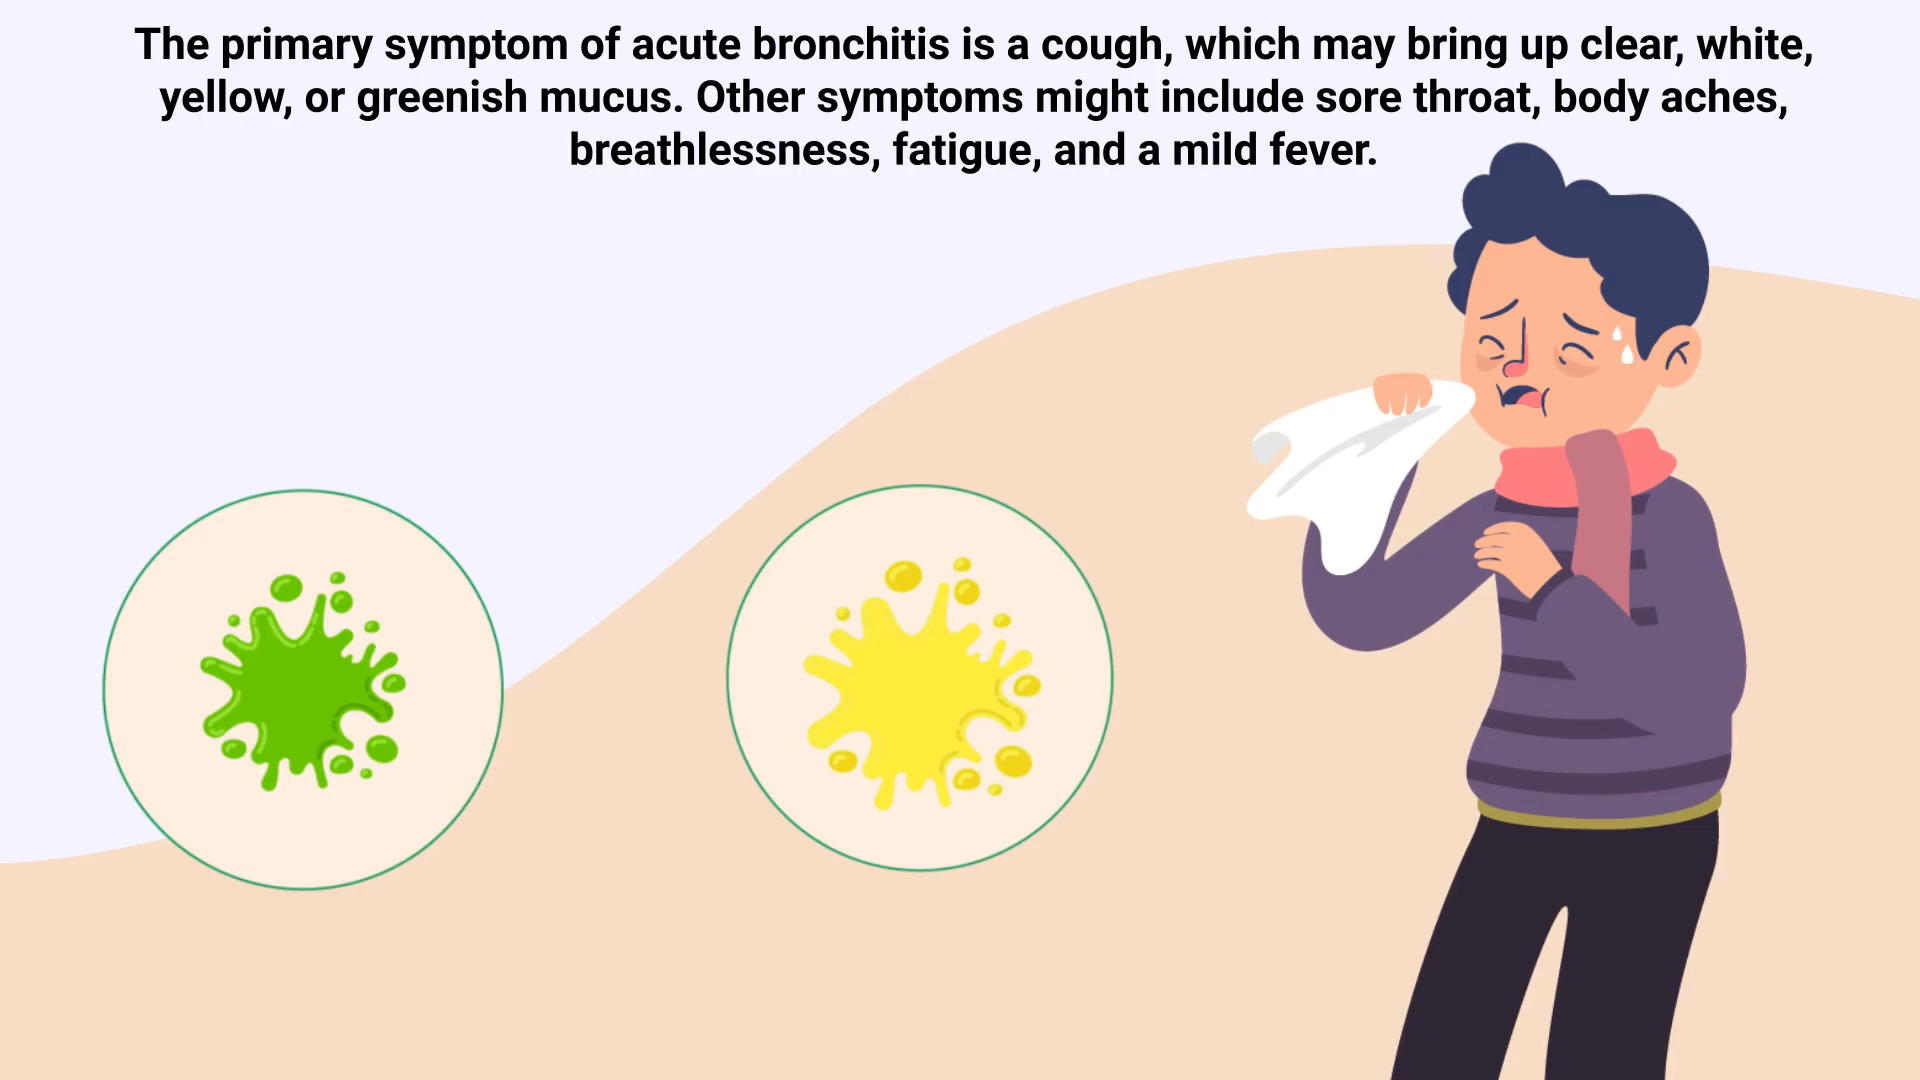 The primary symptom of acute bronchitis is a cough, which may bring up clear, white,
yellow, or greenish mucus. Other symptoms might include sore throat, body aches,
breathlessness, fatigue, and a mild fever.